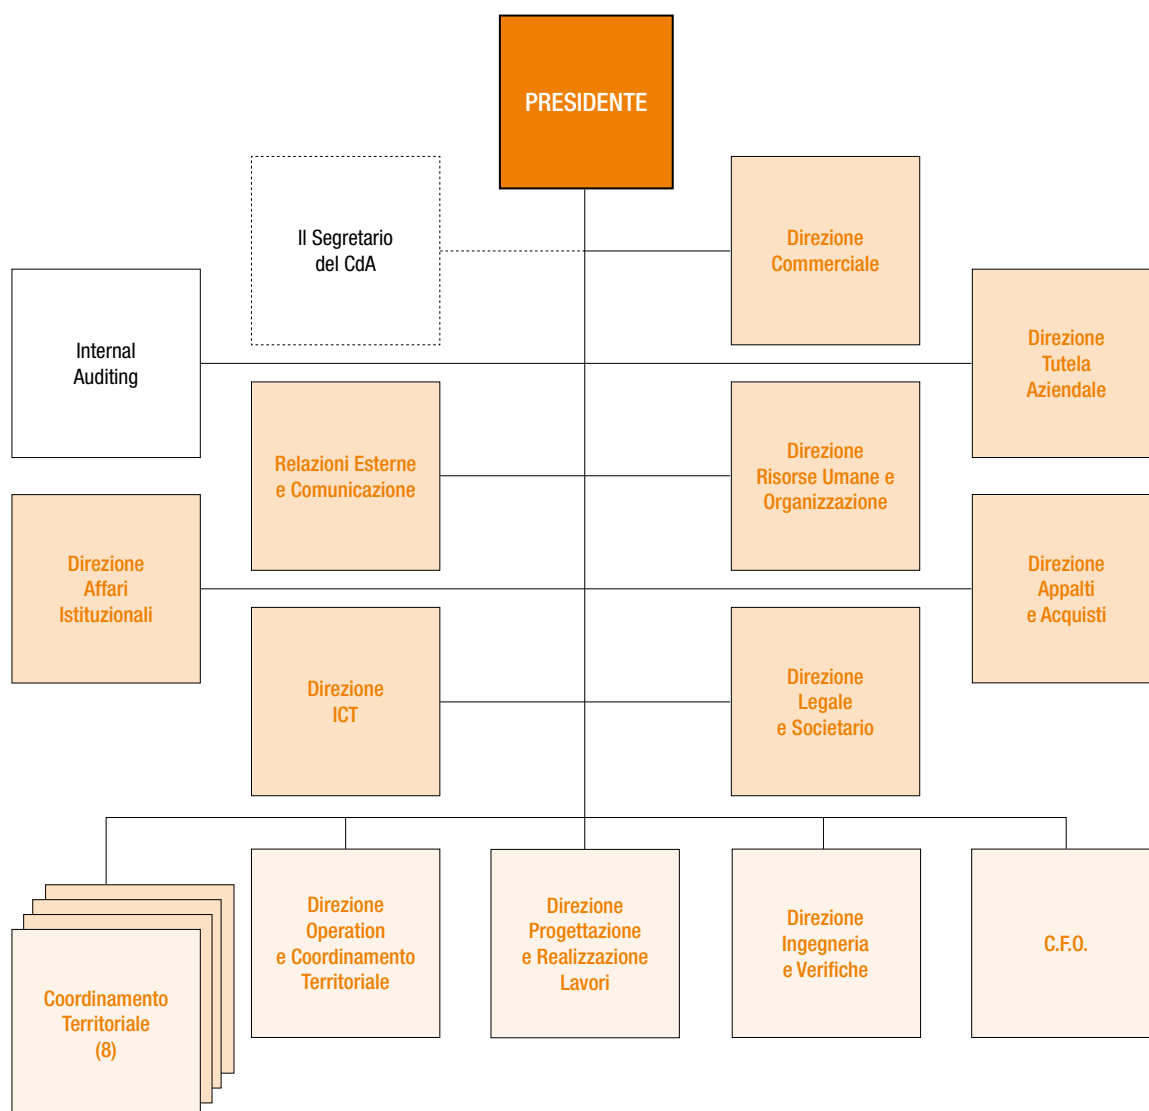 PRESIDENTE
Il Segretario
del CdA
Direzione
Commerciale
Internal
Auditing
Direzione
Tutela
Aziendale
Relazioni Esterne
e Comunicazione
Direzione
Risorse Umane e
Organizzazione
Direzione
Affari
Istituzionali
Direzione
Appalti
e Acquisti
Direzione
ICT
Direzione
Legale
e Societario
Coordinamento
Territoriale
(8)
Direzione
Operation
e Coordinamento
Territoriale
Direzione
Progettazione
e Realizzazione
Lavori
Direzione
Ingegneria
e Verifiche
C.F.O.